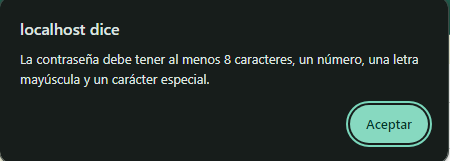 localhost dice
La contraseña debe tener al menos 8 caracteres, un número, una letra
mayúscula y un carácter especial.
Aceptar